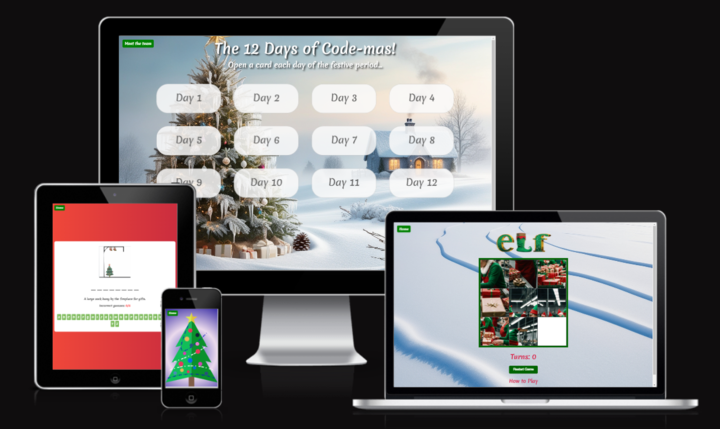 Meet the team
The 12 Days of Code-mas!
Open a card each day of the festive period...
Day 1 Day 2 Day 3 Day 4
Day 5 Day 6 Day 7 Day 8
Day 9 Day 10 Day 11 Day 12
Home
Home
Home
eLf
Turns: 0
Restart Game
How to Play